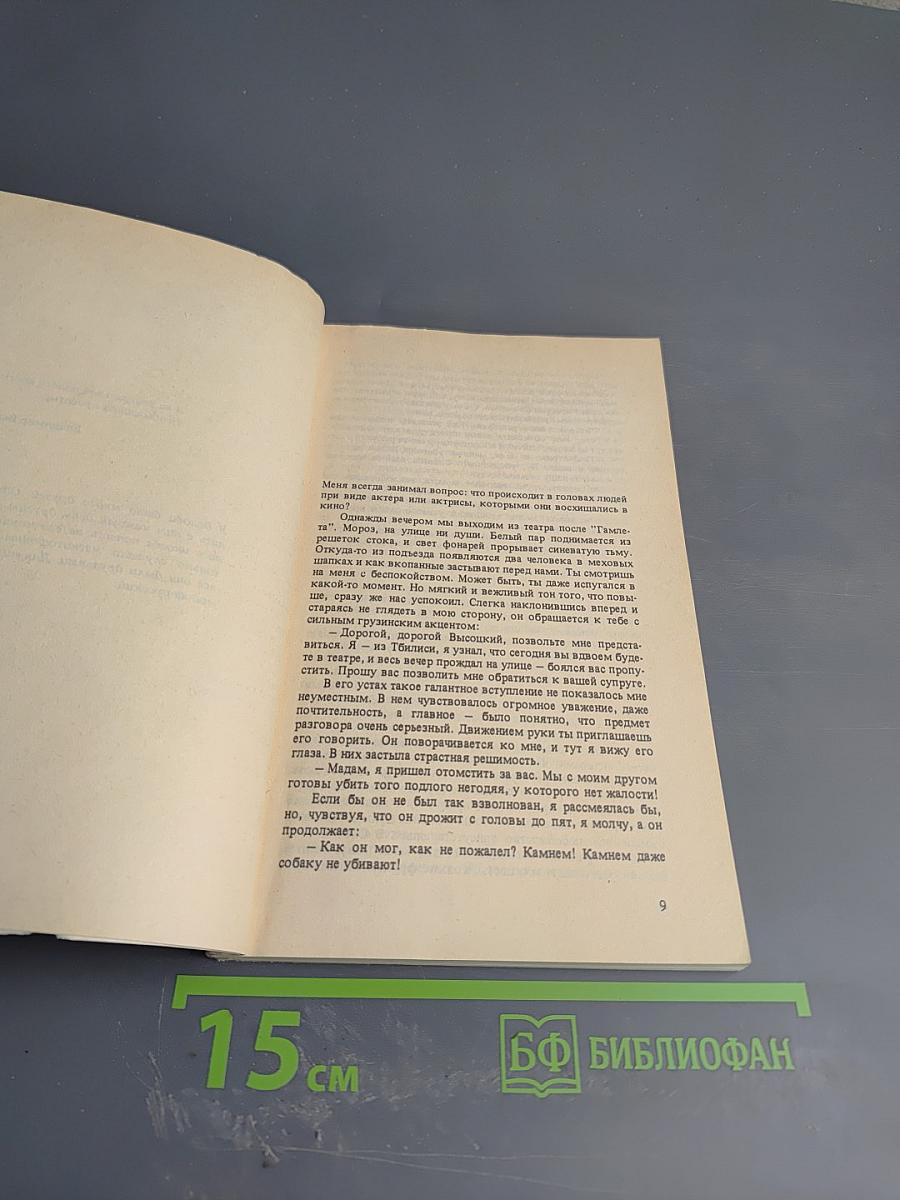 Меня всегда занимал вопрос: что происходит в головах людей
при виде актера или актрисы, которыми они восхищались в
кино?
Однажды вечером мы выходим из театра после "Гамле-
та". Мороз, на улице ни души. Белый пар поднимается из
решеток стока, и свет фонарей прорывает синеватую тьму.
Откуда-то из подъезда появляются два человека в меховых
шапках и как вкопанные застывают перед нами. Ты смотришь
на меня с беспокойством. Может быть, ты даже испугался в
какой-то момент. Но мягкий и вежливый тон того, что повы-
ше, сразу же нас успокоил. Слегка наклонившись вперед и
стараясь не глядеть в мою сторону, он обращается к тебе с
сильным грузинским акцентом:
— Дорогой, дорогой Высоцкий, позвольте мне предста-
виться. Я — из Тбилиси, я узнал, что сегодня вы вдвоем буде-
те в театре, и весь вечер прождал на улице — боялся вас пропу-
стить. Прошу вас позволить мне обратиться к вашей супруге.
В его устах такое галантное вступление не показалось мне
неуместным. В нем чувствовалось огромное уважение, даже
почтительность, а главное — было понятно, что предмет
разговора очень серьезный. Движением руки ты приглашаешь
его говорить. Он поворачивается ко мне, и тут я вижу его
глаза. В них застыла страстная решимость.
— Мадам, я пришел отомстить за вас. Мы с моим другом
готовы убить того подлого негодяя, у которого нет жалости!
Если бы он не был так взволнован, я рассмеялась бы,
но, чувствуя, что он дрожит с головы до пят, я молчу, а он
продолжает:
— Как он мог, как не пожалел? Камнем! Камнем даже
собаку не убивают!
9
15 см
БФ БИБЛИОФАН